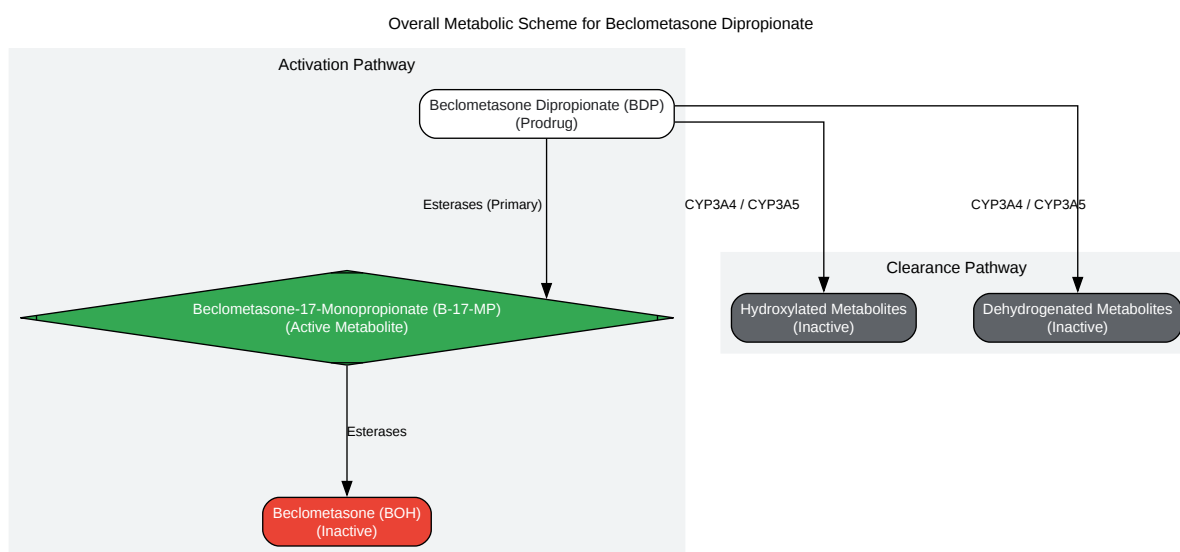 Overall Metabolic Scheme for Beclometasone Dipropionate
Activation Pathway
Beclometasone Dipropionate (BDP)
(Prodrug)
Esterases (Primary)
CYP3A4 / CYP3A5
CYP3A4 / CYP3A5
Clearance Pathway
Beclometasone-17-Monopropionate (B-17-MP)
(Active Metabolite)
Hydroxylated Metabolites
(Inactive)
Dehydrogenated Metabolites
(Inactive)
Esterases
Beclometasone (BOH)
(Inactive)